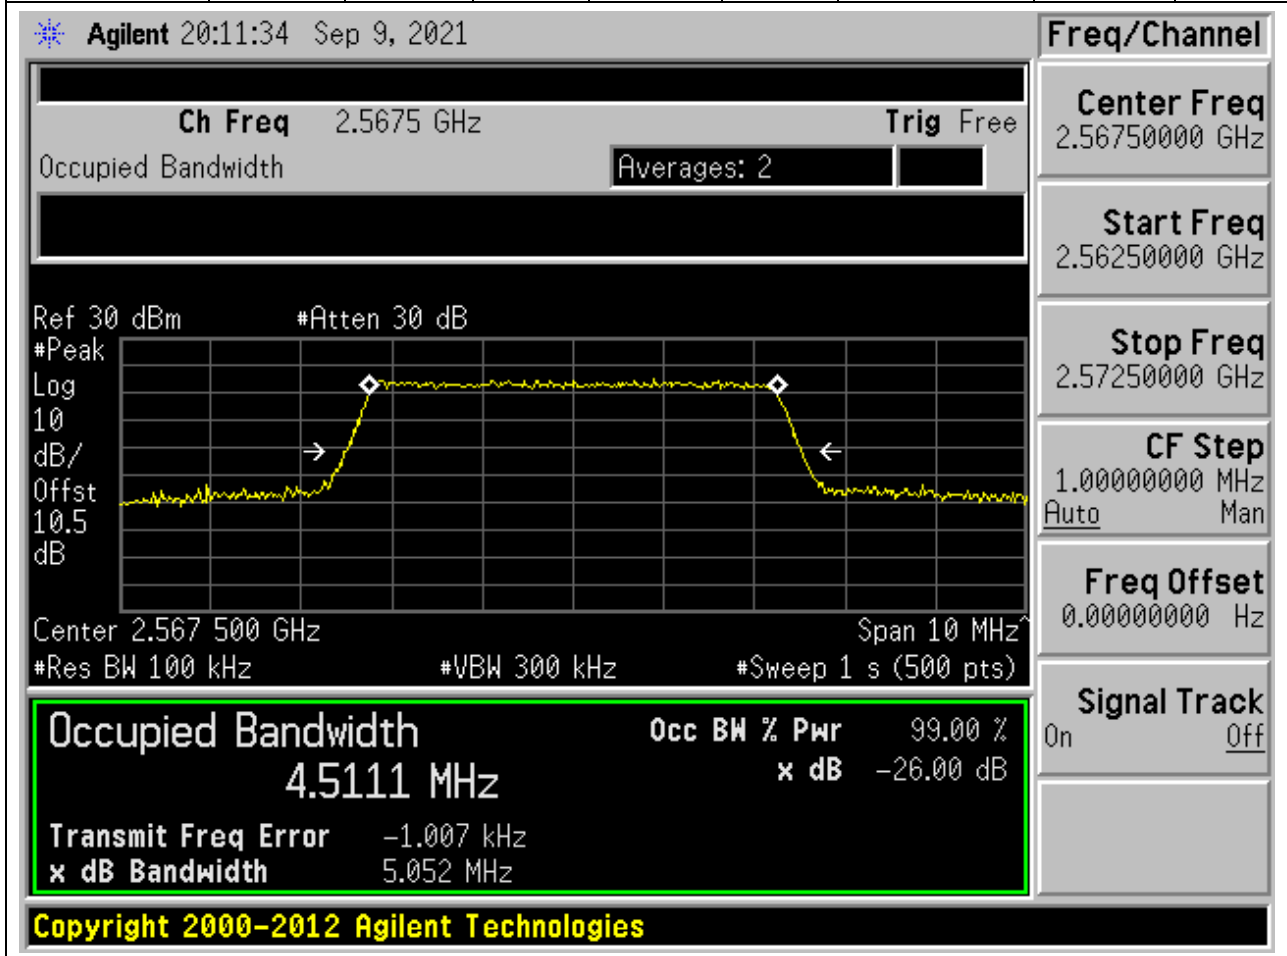 Agilent 20:11:34 Sep 9, 2021
Freq/Channel
Ch Freq 2.5675 GHz Trig Free
Occupied Bandwidth Averages: 2
Center Freq
2.56750000 GHz
Start Freq
2.56250000 GHz
Stop Freq
2.57250000 GHz
CF Step
1.00000000 MHz
Auto Man
Freq Offset
0.00000000 Hz
Signal Track
On Off
Ref 30 dBm #Atten 30 dB
#Peak
Log
10
dB/
Offst
10.5
dB
Center 2.567 500 GHz Span 10 MHz^
#Res BW 100 kHz #VBW 300 kHz #Sweep 1 s (500 pts)
Occupied Bandwidth Occ BW % Pwr 99.00 %
4.5111 MHz x dB -26.00 dB
Transmit Freq Error -1.007 kHz
x dB Bandwidth 5.052 MHz
Copyright 2000-2012 Agilent Technologies